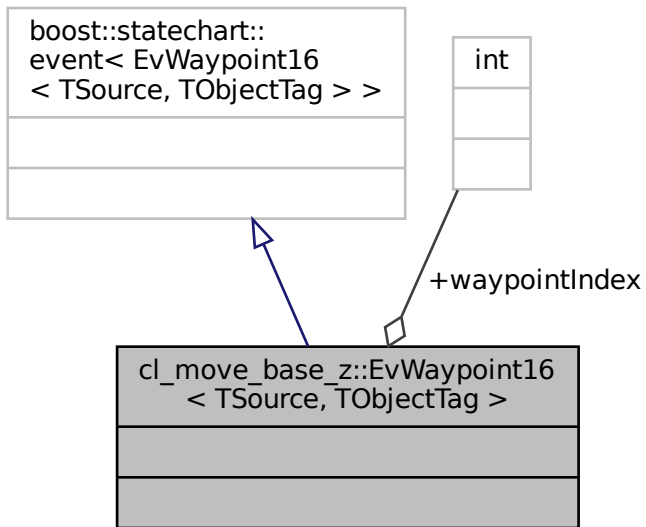 boost::statechart::
event< EvWaypoint16
< TSource, TObjectTag > >
int
+waypointIndex
cl_move_base_z::EvWaypoint16
< TSource, TObjectTag >